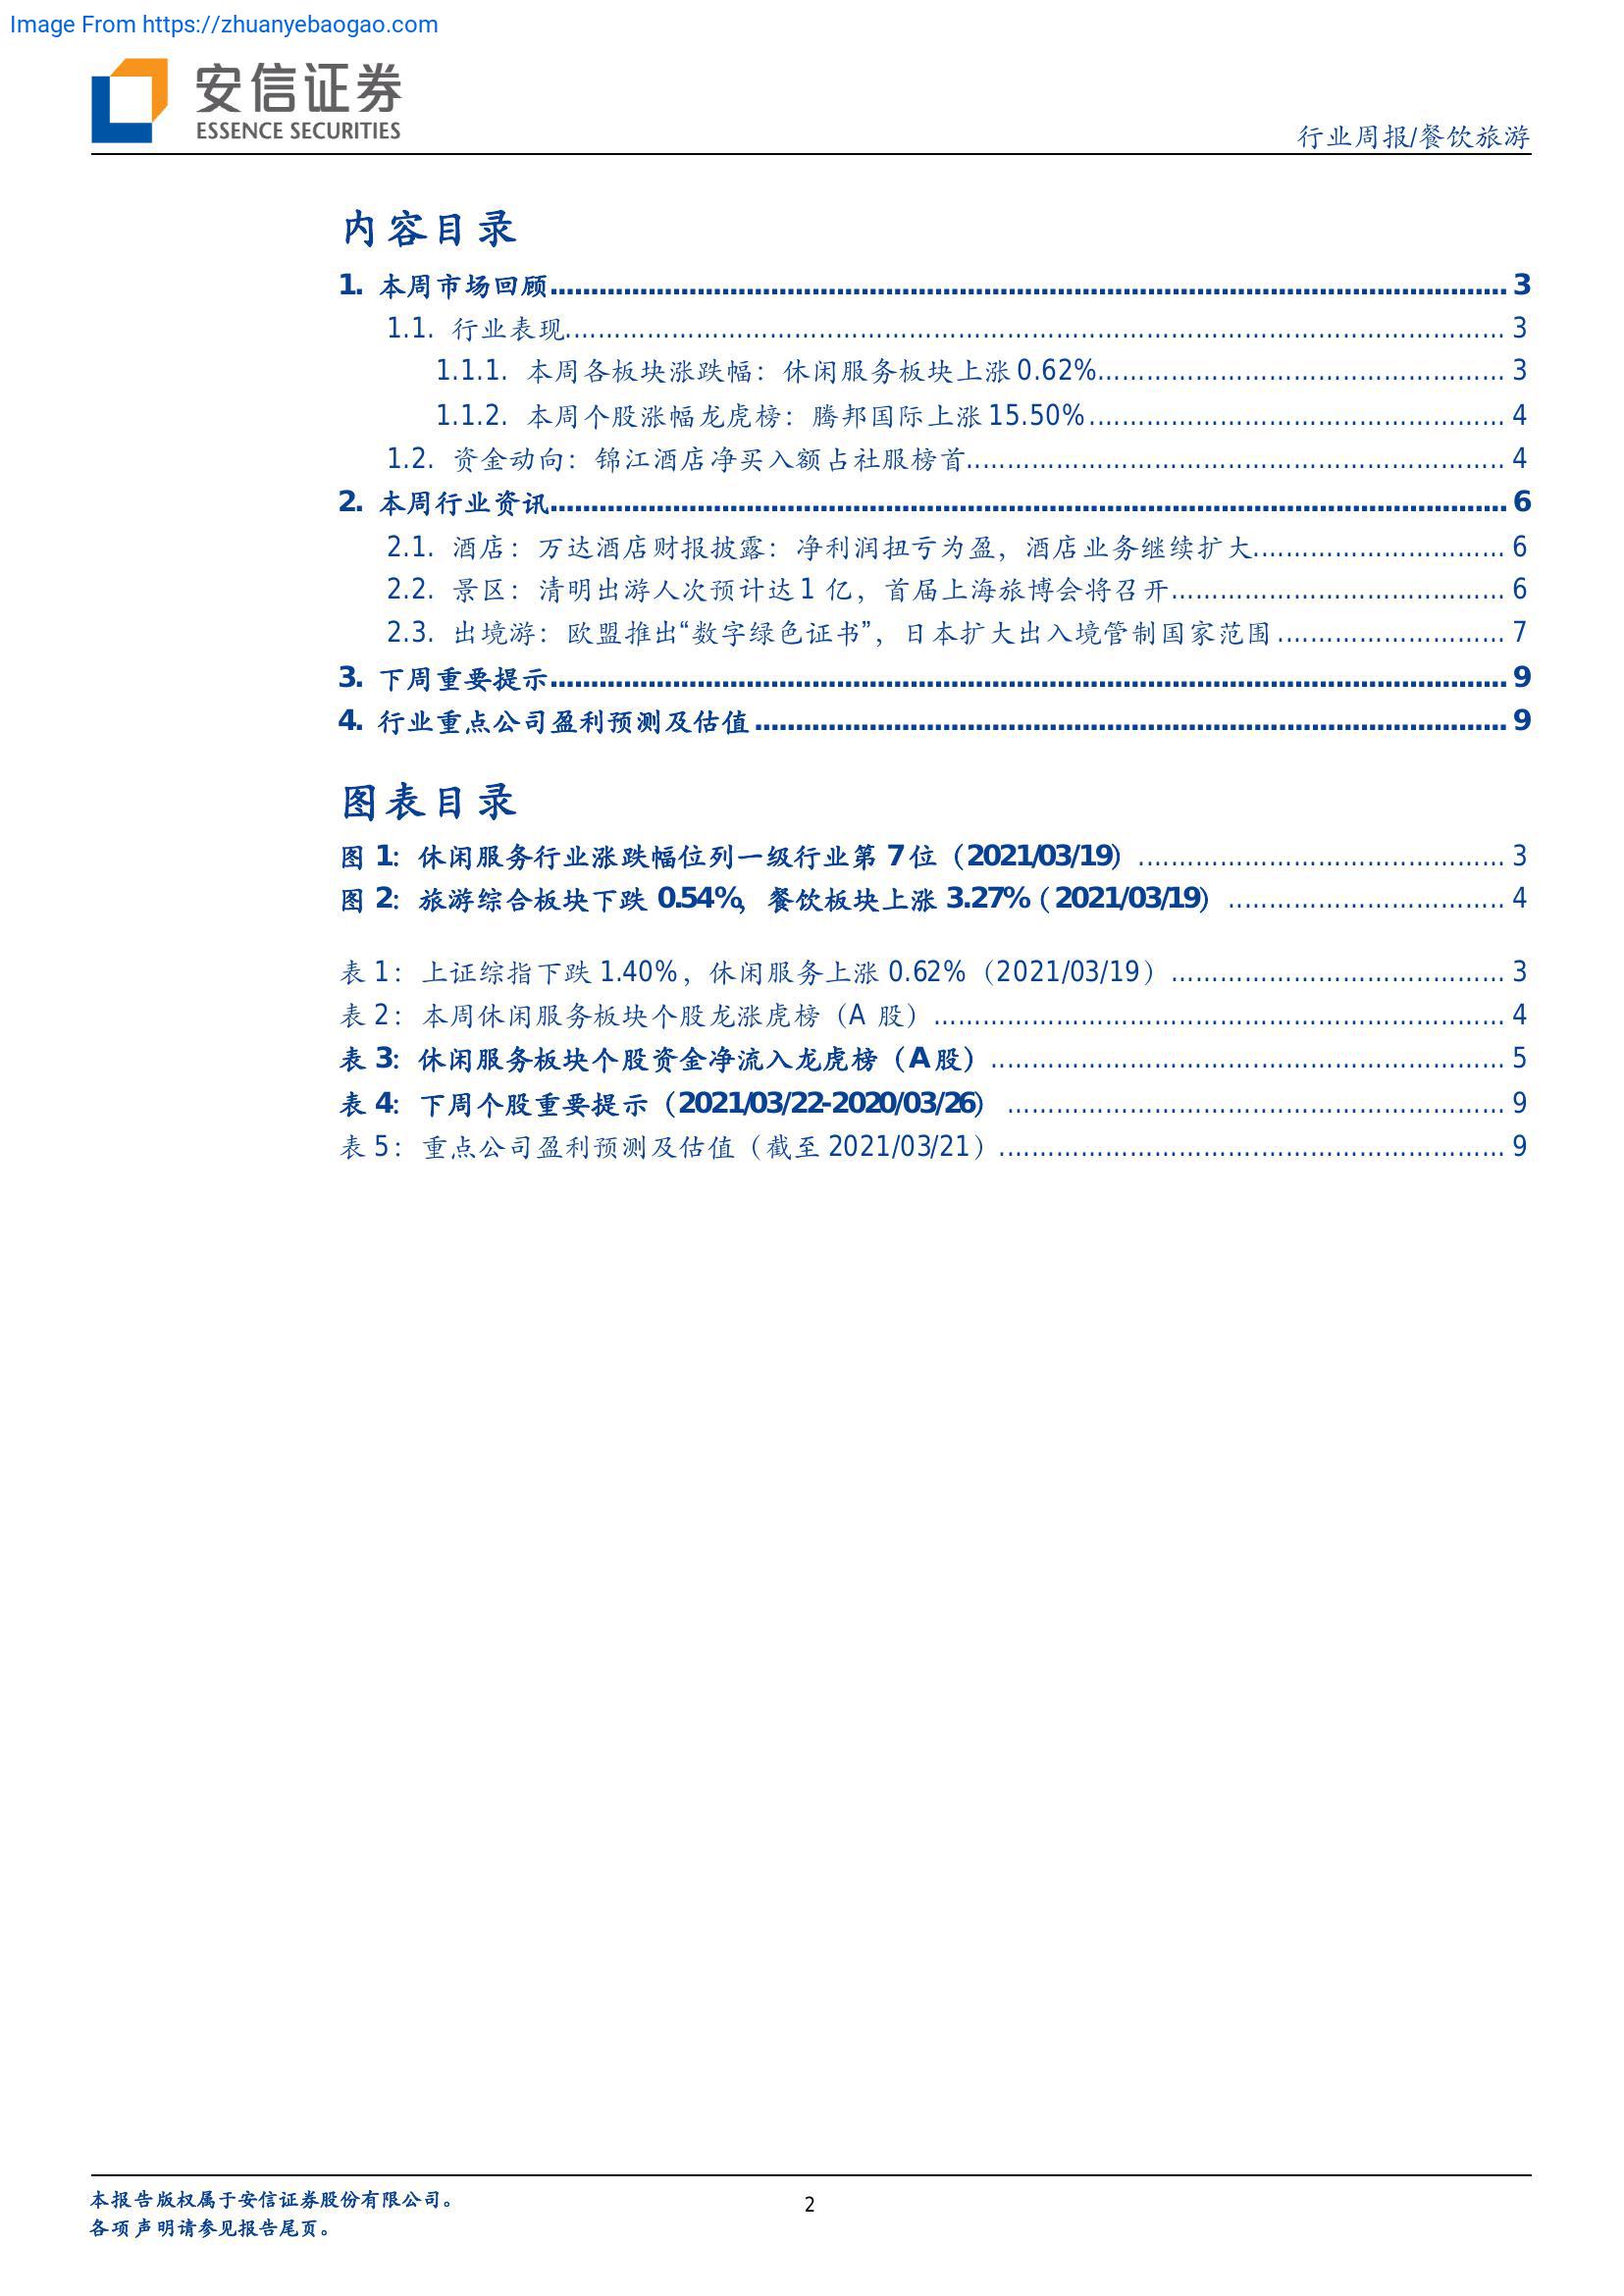 Image From https://zhuanyebaogao.com
安信证券
ESSENCE SECURITIES
行业周报/餐饮旅游
内容目录
1. 本周市场回顾 3
1.1. 行业表现 3
1.1.1. 本周各板块涨跌幅：休闲服务板块上涨 0.62% 3
1.1.2. 本周个股涨幅龙虎榜：腾邦国际上涨 15.50% 4
1.2. 资金动向：锦江酒店净买入额占社服榜首 4
2. 本周行业资讯 6
2.1. 酒店：万达酒店财报披露：净利润扭亏为盈，酒店业务继续扩大 6
2.2. 景区：清明出游人次预计达 1 亿，首届上海旅博会将召开 6
2.3. 出境游：欧盟推出“数字绿色证书”，日本扩大出入境管制国家范围 7
3. 下周重要提示 9
4. 行业重点公司盈利预测及估值 9
图表目录
图 1：休闲服务行业涨跌幅位列一级行业第 7 位（2021/03/19） 3
图 2：旅游综合板块下跌 0.54%，餐饮板块上涨 3.27%（2021/03/19） 4
表 1：上证综指下跌 1.40%，休闲服务上涨 0.62%（2021/03/19） 3
表 2：本周休闲服务板块个股龙涨虎榜（A 股） 4
表 3：休闲服务板块个股资金净流入龙虎榜（A 股） 5
表 4：下周个股重要提示（2021/03/22-2020/03/26） 9
表 5：重点公司盈利预测及估值（截至 2021/03/21） 9
本报告版权属于安信证券股份有限公司。
2
各项声明请参见报告尾页。